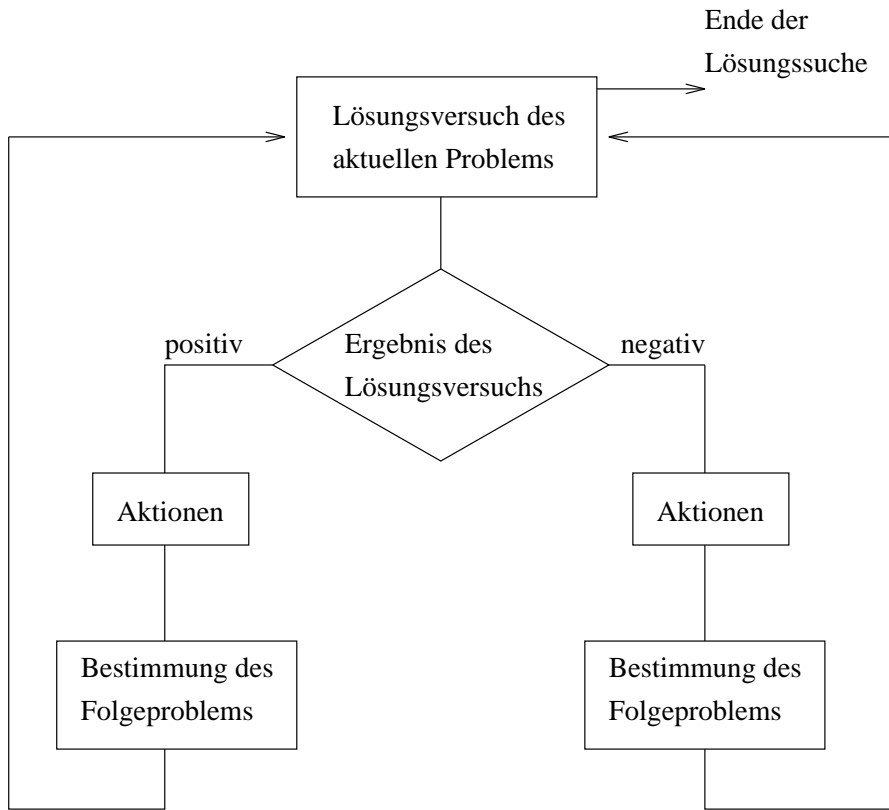 Ende der
Lösungssuche
Lösungsversuch des
aktuellen Problems
positiv
Ergebnis des
Lösungsversuchs
negativ
Aktionen
Aktionen
Bestimmung des
Folgeproblems
Bestimmung des
Folgeproblems